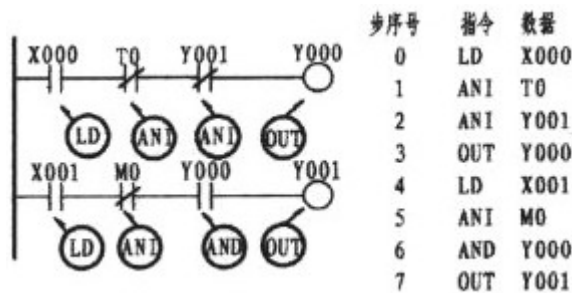 X000 T0 Y001 Y000
LD ANI ANI OUT
X001 M0 Y000 Y001
LD ANI AND OUT
步序号 指令 数据
0 LD X000
1 ANI T0
2 ANI Y001
3 OUT Y000
4 LD X001
5 ANI M0
6 AND Y000
7 OUT Y001